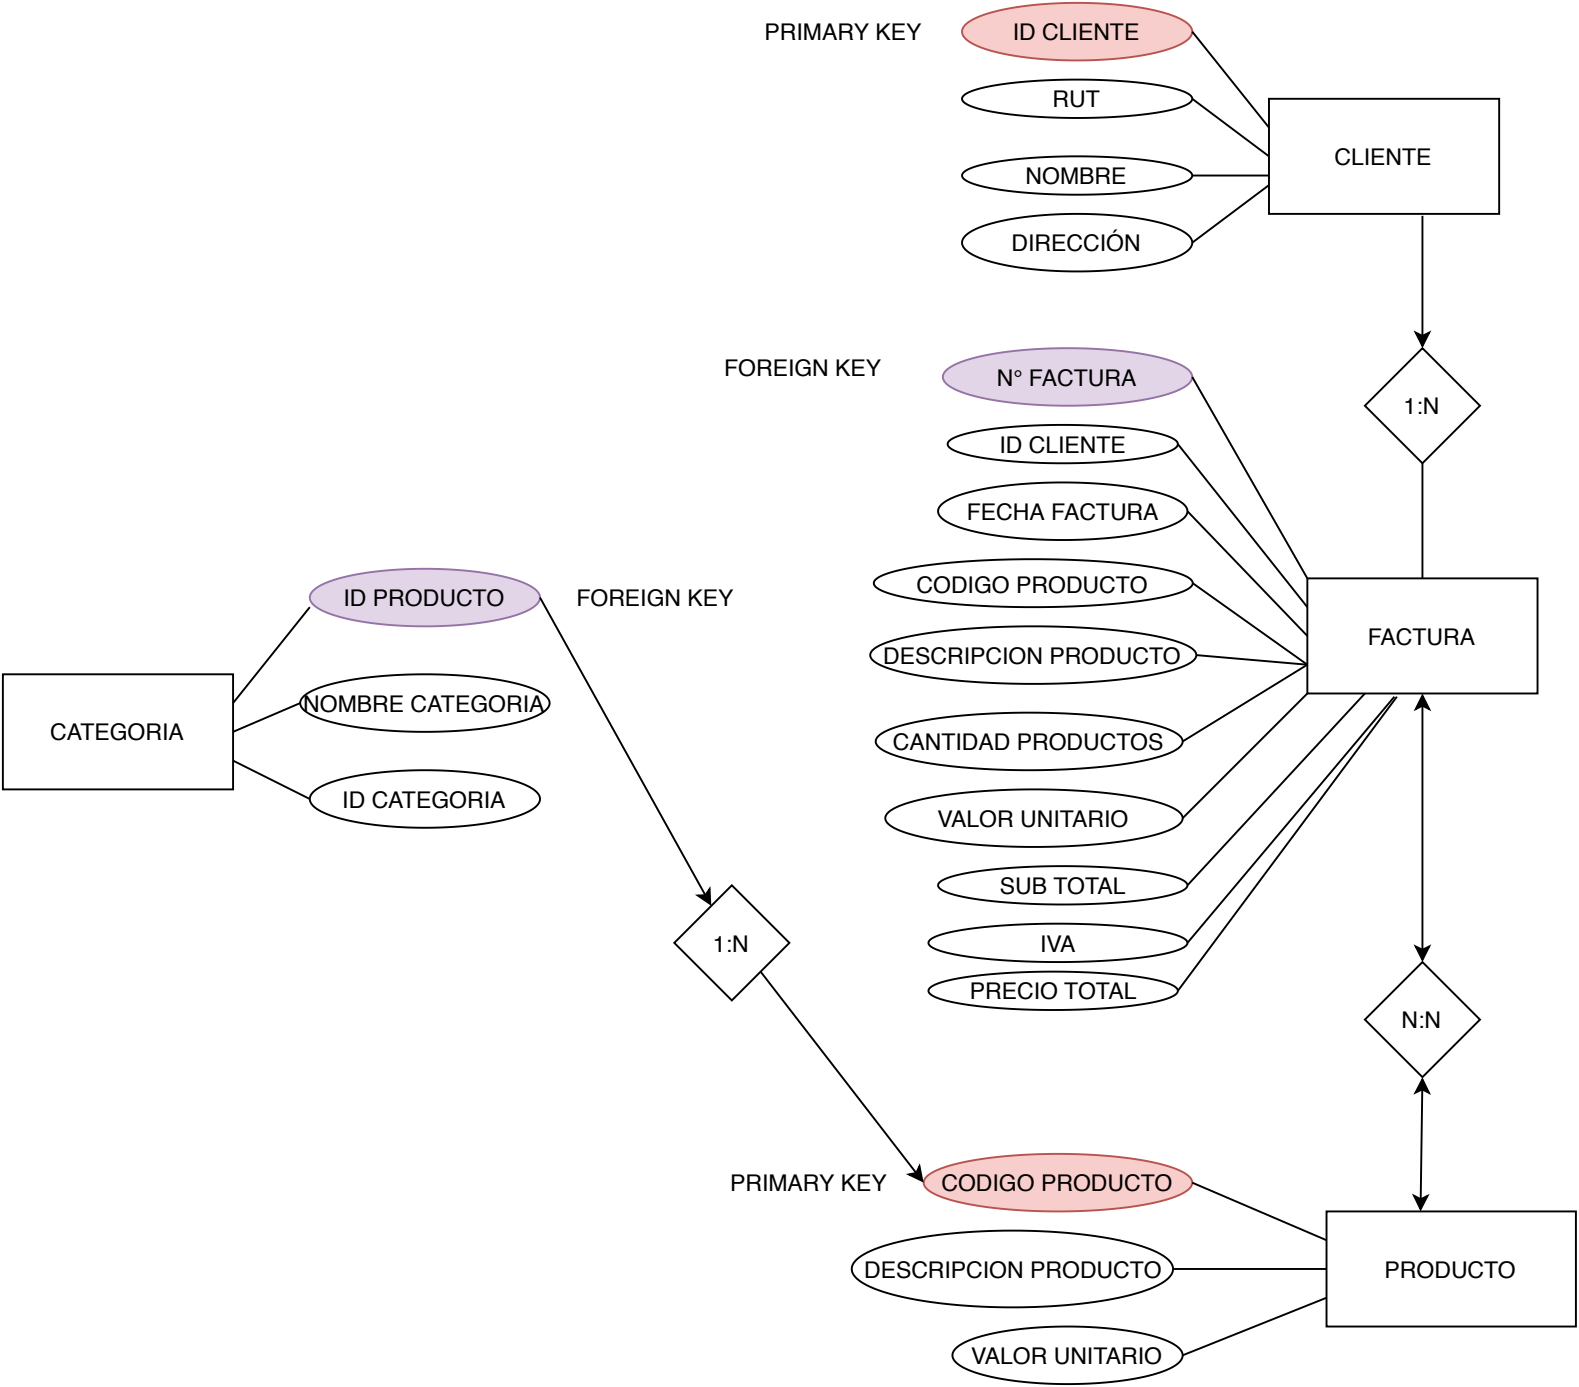 PRIMARY KEY
ID CLIENTE
RUT
NOMBRE
DIRECCIÓN
CLIENTE
1:N
FOREIGN KEY
N° FACTURA
ID CLIENTE
FECHA FACTURA
CODIGO PRODUCTO
DESCRIPCION PRODUCTO
CANTIDAD PRODUCTOS
VALOR UNITARIO
SUB TOTAL
IVA
PRECIO TOTAL
FACTURA
N:N
ID PRODUCTO
FOREIGN KEY
NOMBRE CATEGORIA
ID CATEGORIA
CATEGORIA
1:N
PRIMARY KEY
CODIGO PRODUCTO
DESCRIPCION PRODUCTO
VALOR UNITARIO
PRODUCTO